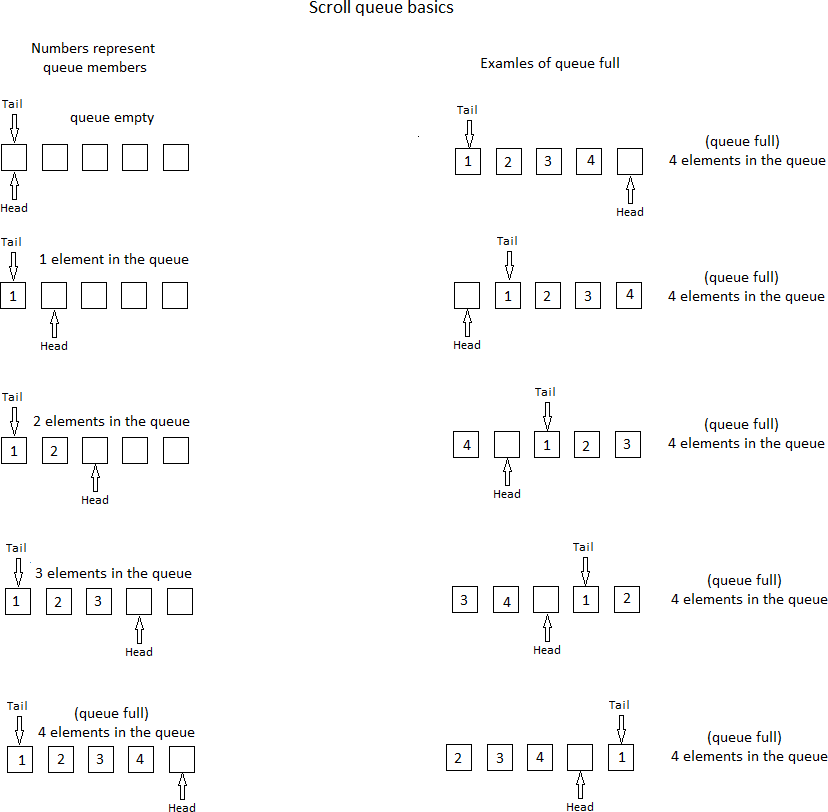 Scroll queue basics
Numbers represent
queue members
Tail
queue empty
Head
Tail
1 element in the queue
1
Head
Tail
2 elements in the queue
1 2
Head
Tail
3 elements in the queue
1 2 3
Head
Tail
(queue full)
4 elements in the queue
1 2 3 4
Head
Examles of queue full
Tail
(queue full)
1 2 3 4
4 elements in the queue
Head
Tail
(queue full)
1 2 3 4
4 elements in the queue
Head
Tail
(queue full)
4 1 2 3
4 elements in the queue
Head
Tail
(queue full)
3 4 1 2
4 elements in the queue
Head
Tail
(queue full)
2 3 4 1
4 elements in the queue
Head